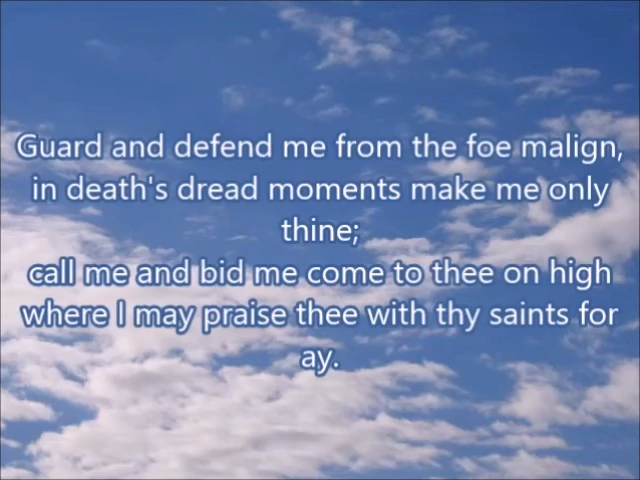 Guard and defend me from the foe malign,
in death's dread moments make me only
thine;
call me and bid me come to thee on high
where I may praise thee with thy saints for
ay.